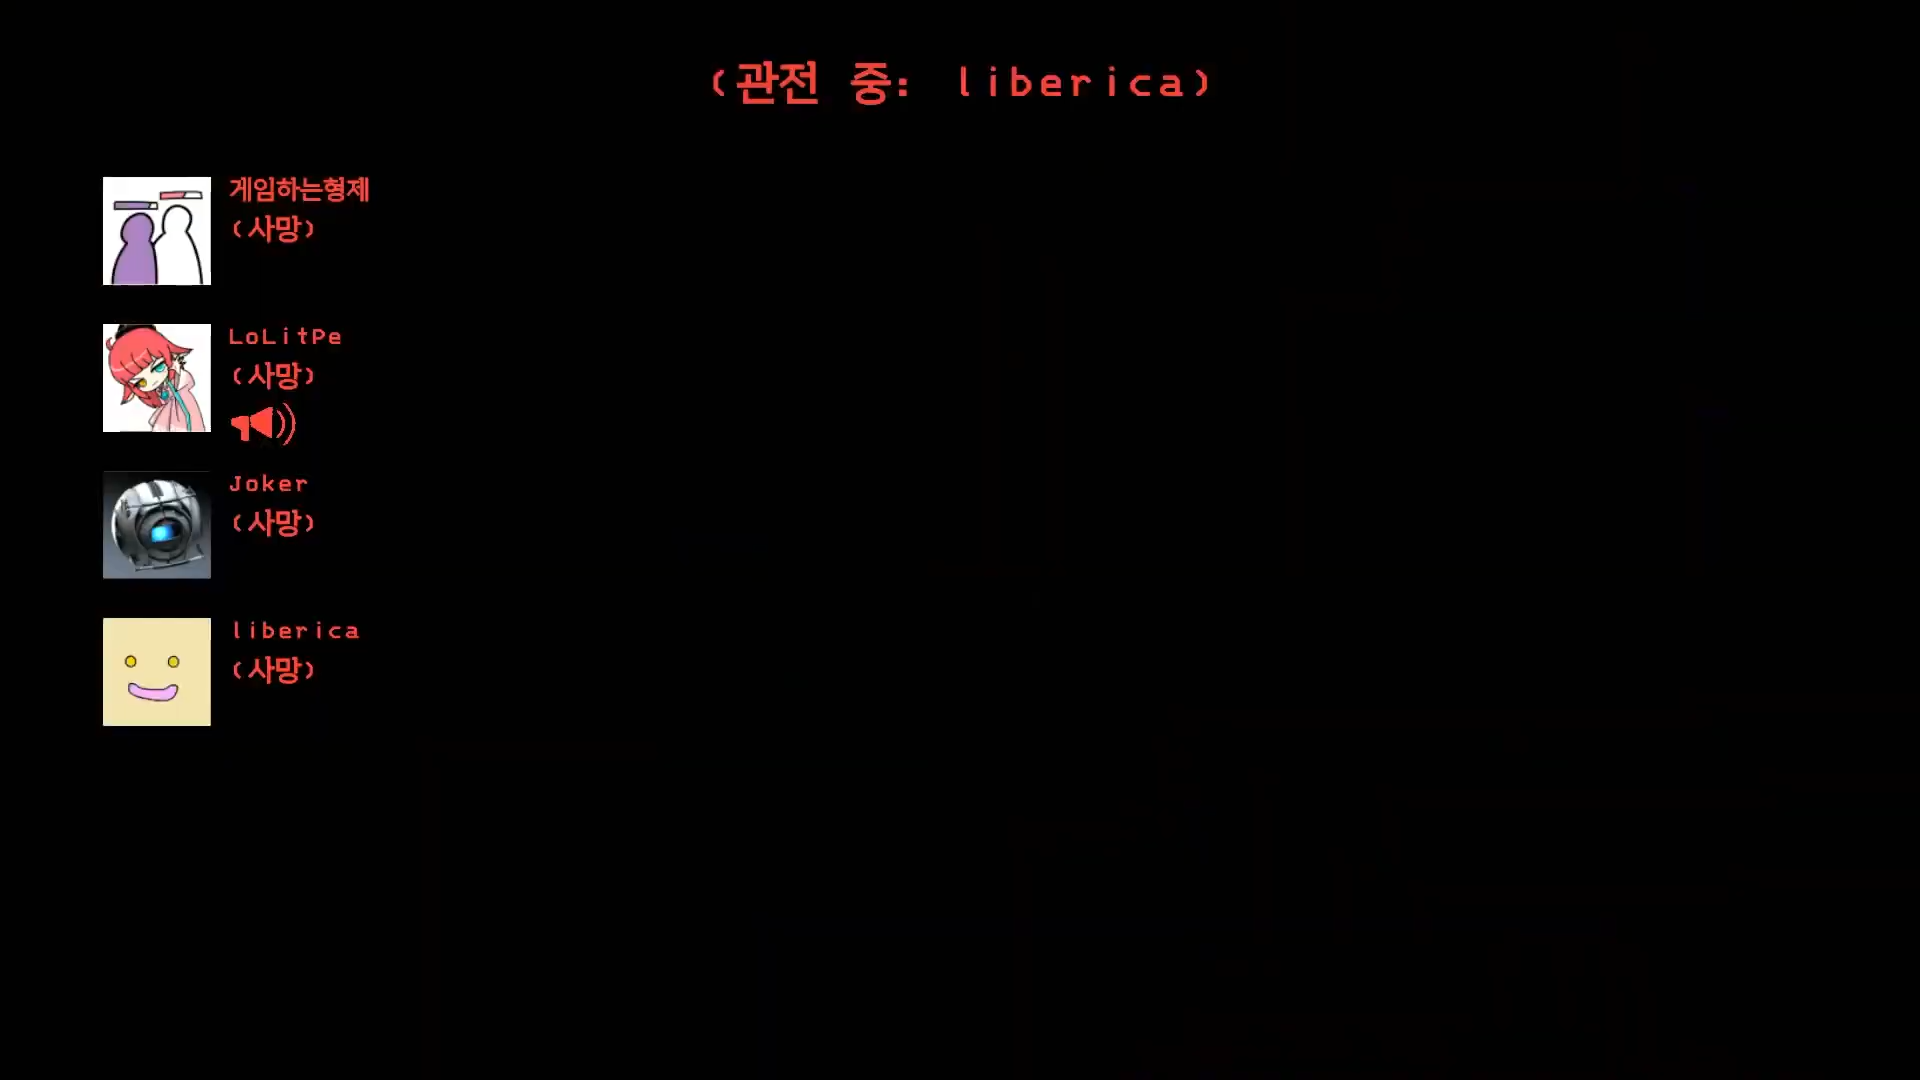 (관전 중: liberica)
게임하는형제
(사망)
LoLitPe
(사망)
Joker
(사망)
liberica
(사망)